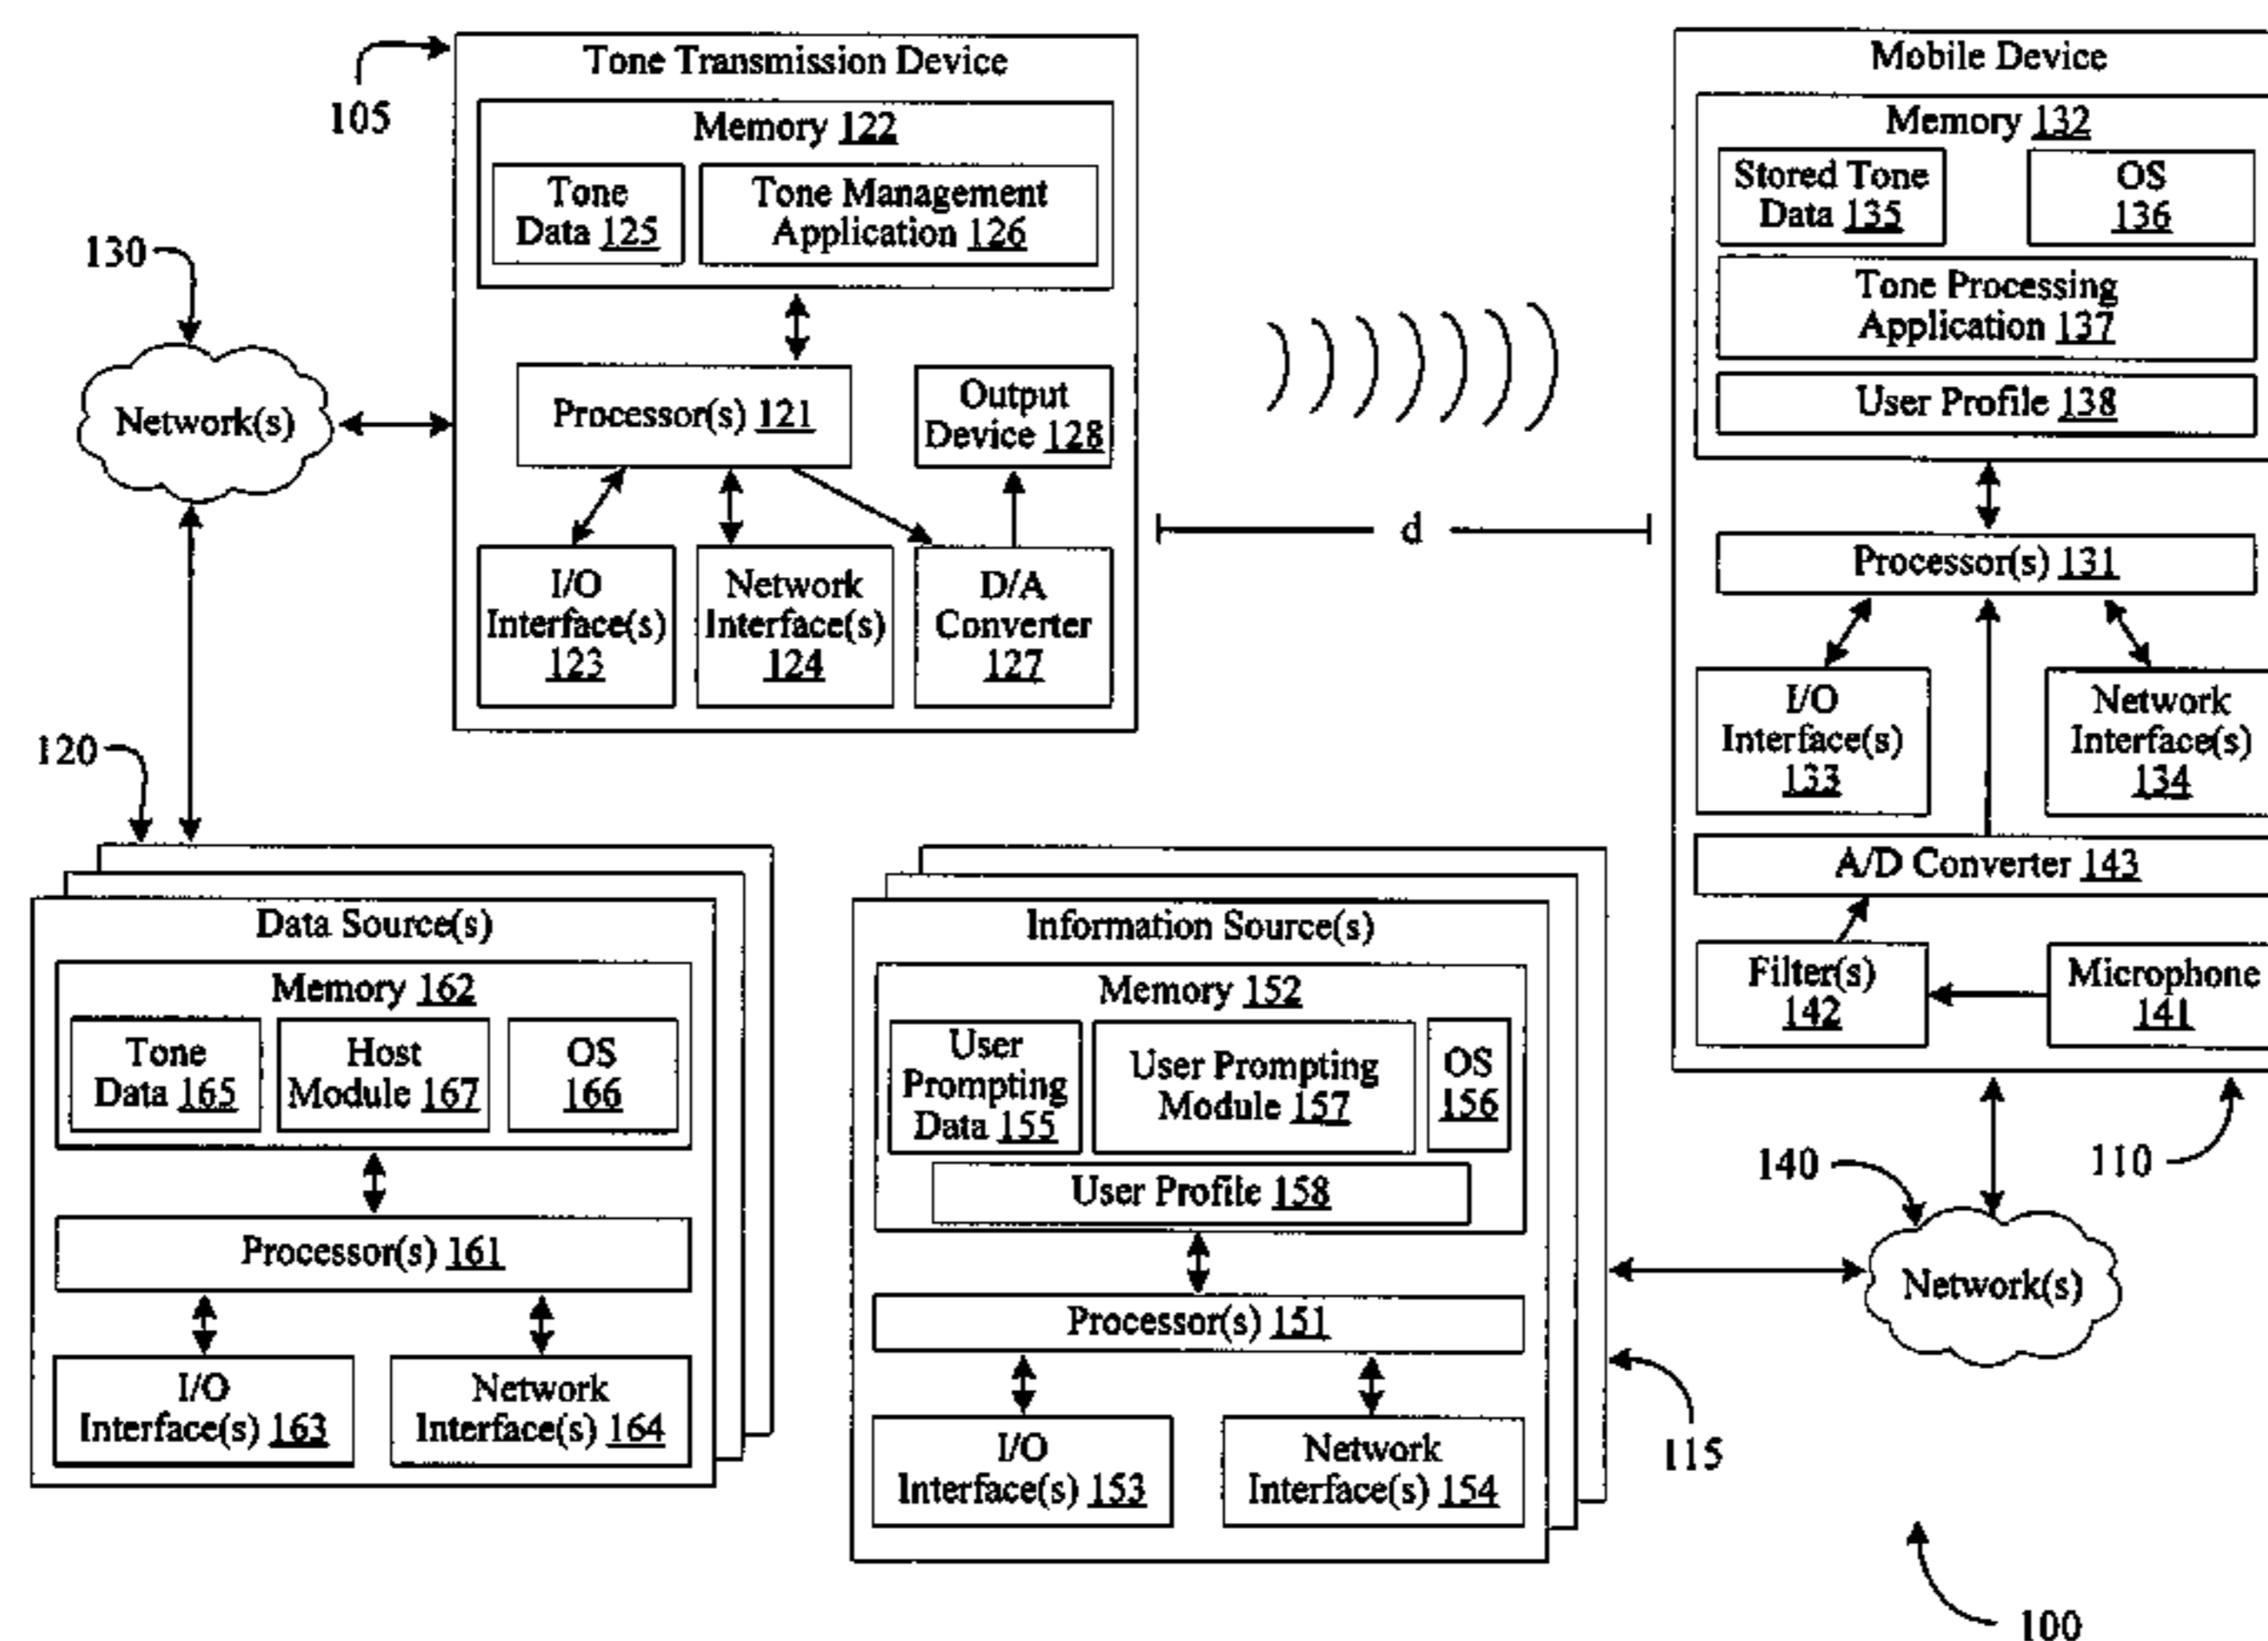 Tone Transmission Device
105
Memory 122
Tone
Data 125
Tone Management
Application 126
Processor(s) 121
Output
Device 128
I/O
Interface(s)
123
Network
Interface(s)
124
D/A
Converter
127
130
Network(s)
d
Mobile Device
Memory 132
Stored Tone
Data 135
OS
136
Tone Processing
Application 137
User Profile 138
Processor(s) 131
I/O
Interface(s)
133
Network
Interface(s)
134
A/D Converter 143
Filter(s)
142
Microphone
141
110
120
Data Source(s)
Memory 162
Tone
Data 165
Host
Module 167
OS
166
Processor(s) 161
I/O
Interface(s) 163
Network
Interface(s) 164
Information Source(s)
Memory 152
User
Prompting
Data 155
User Prompting
Module 157
OS
156
User Profile 158
Processor(s) 151
I/O
Interface(s) 153
Network
Interface(s) 154
115
140
Network(s)
100